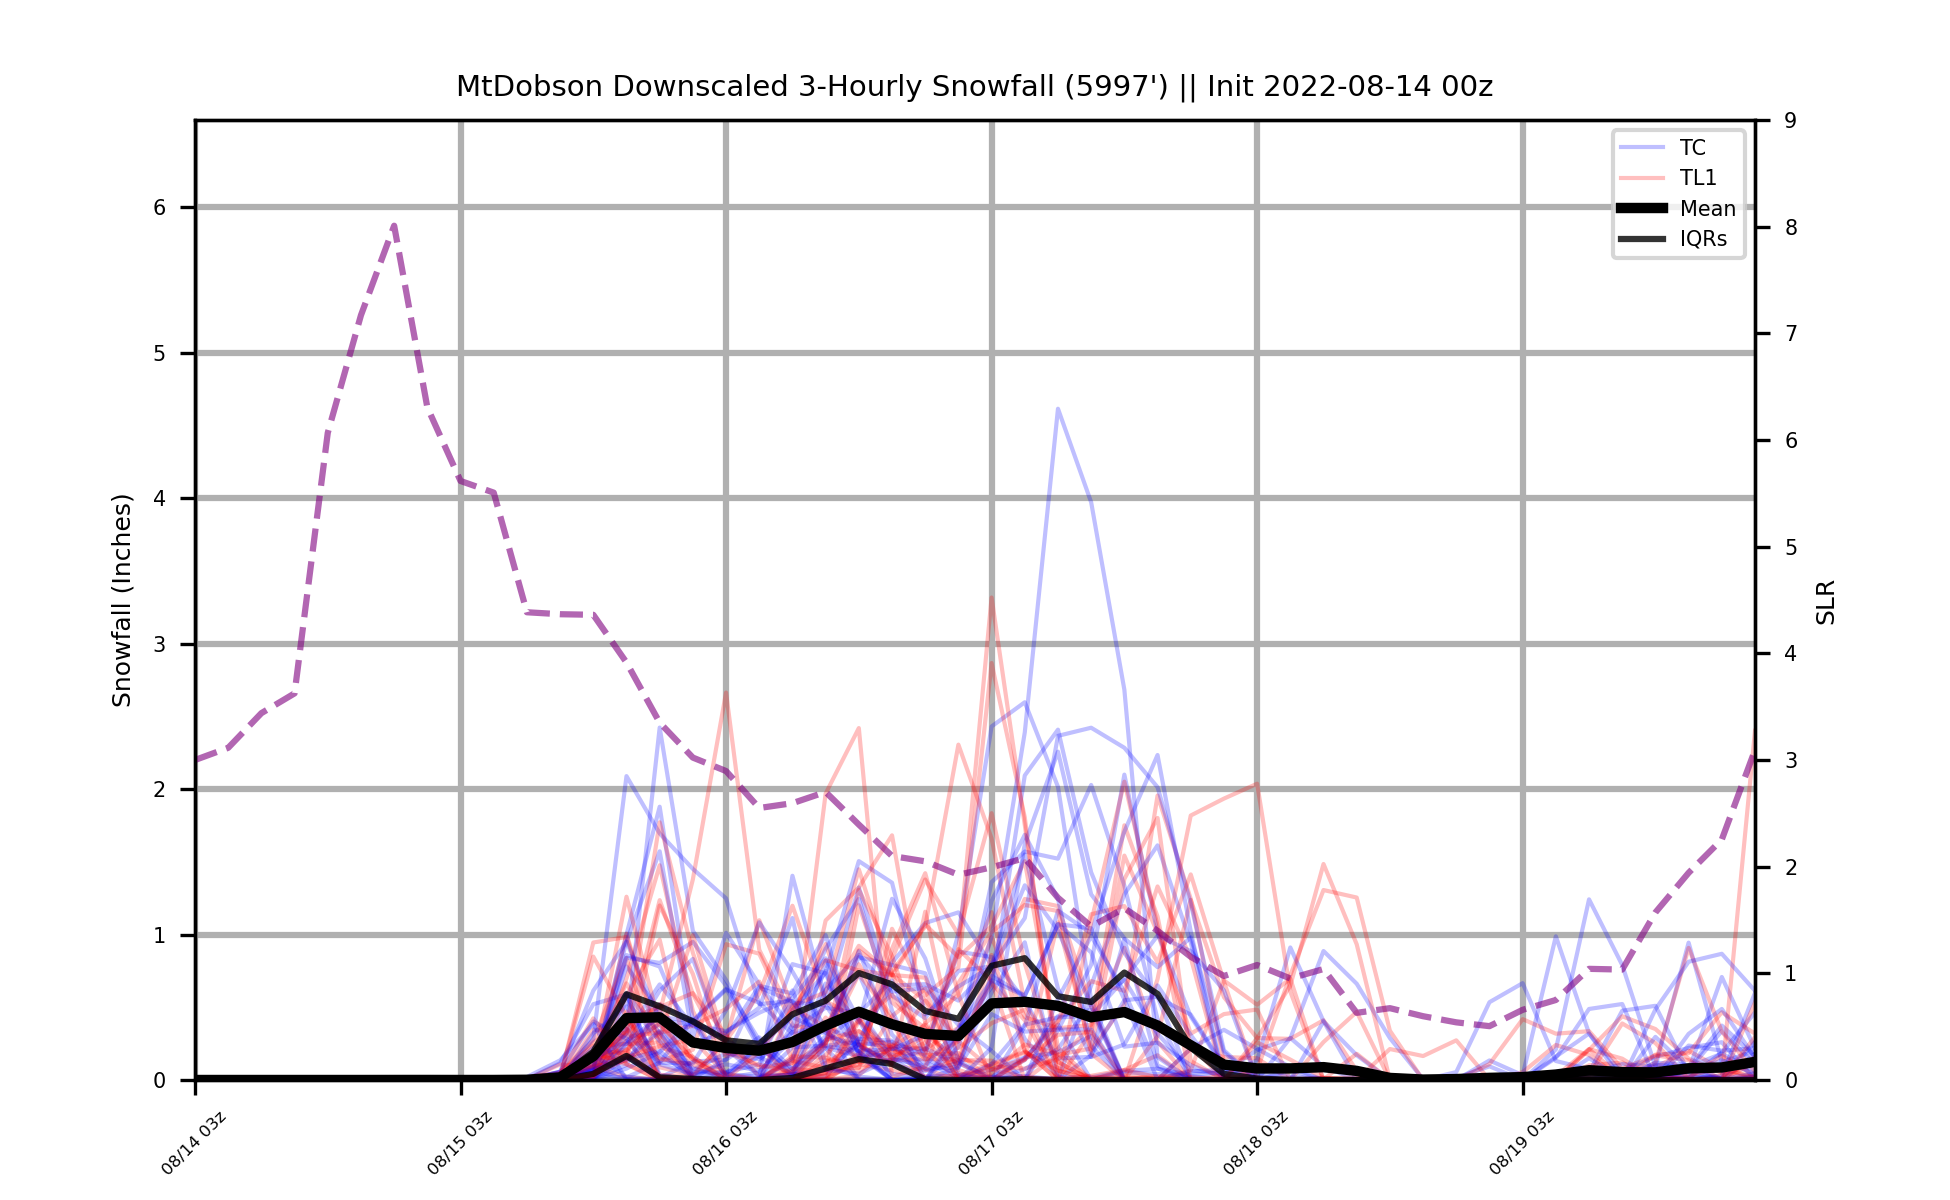 MtDobson Downscaled 3-Hourly Snowfall (5997') || Init 2022-08-14 00z
TC
TL1
Mean
IQRs
Snowfall (Inches)
6
5
4
3
2
1
0
9
8
7
6
5
4
3
2
1
0
SLR
08/14 03z
08/15 03z
08/16 03z
08/17 03z
08/18 03z
08/19 03z